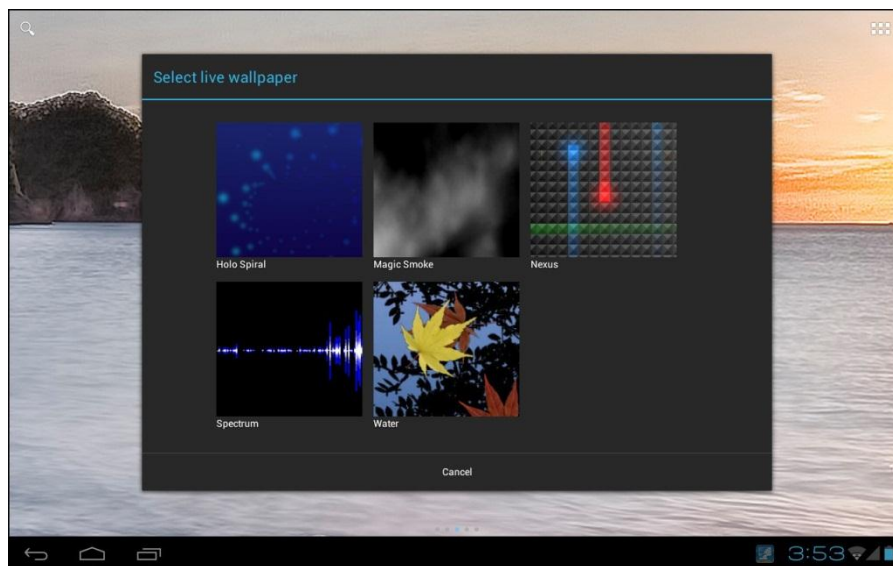 Select live wallpaper
Holo Spiral
Magic Smoke
Nexus
Spectrum
Water
Cancel
3:53